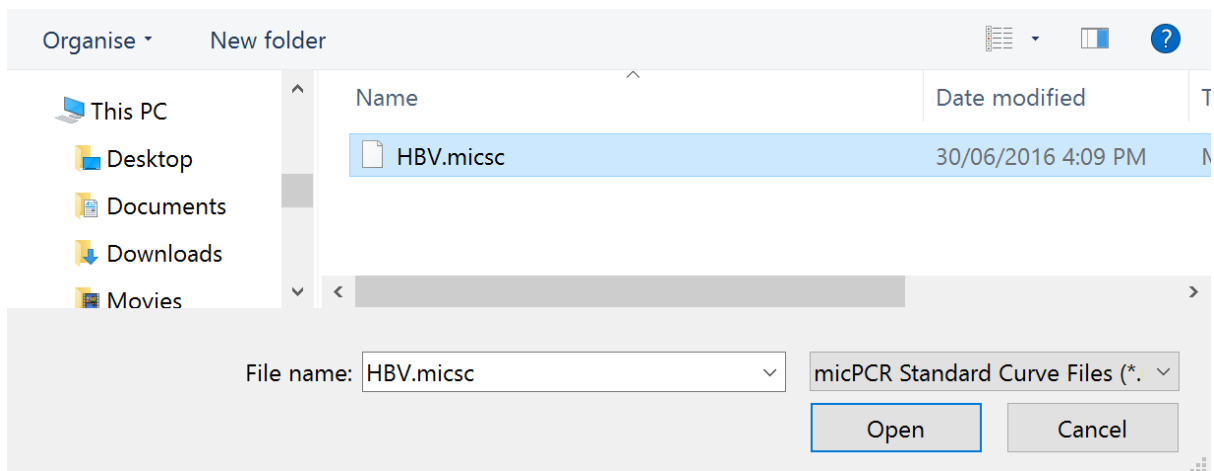 Organise New folder
?
This PC
Desktop
Documents
Downloads
Movies
Name Date modified T
HBV.micsc 30/06/2016 4:09 PM M
File name: HBV.micsc micPCR Standard Curve Files (*.
Open Cancel